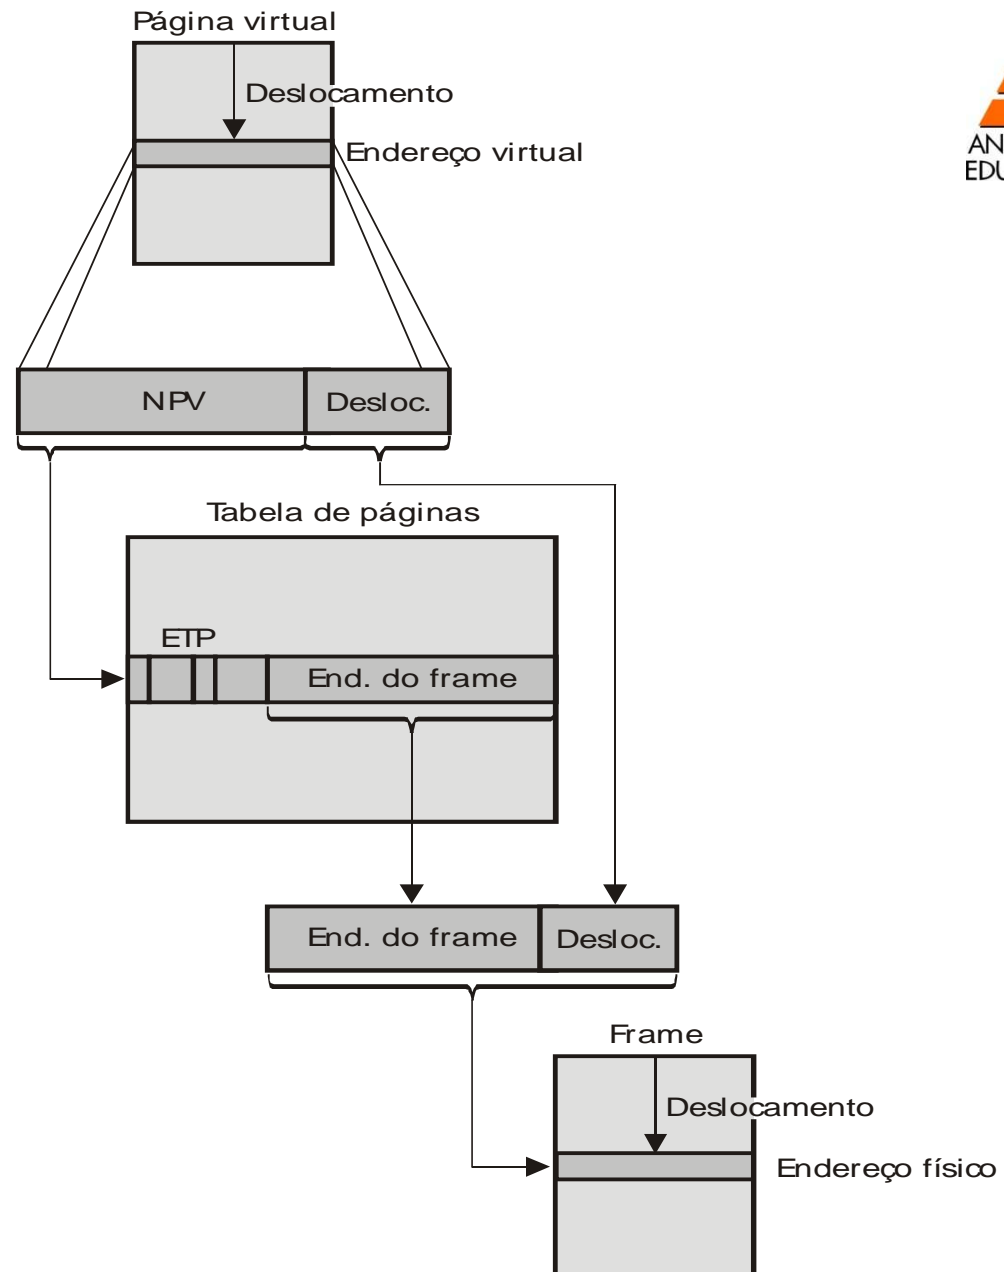 Página virtual
Deslocamento
Endereço virtual
NPV
Desloc.
Tabela de páginas
ETP
End. do frame
End. do frame
Desloc.
Frame
Deslocamento
Endereço físico